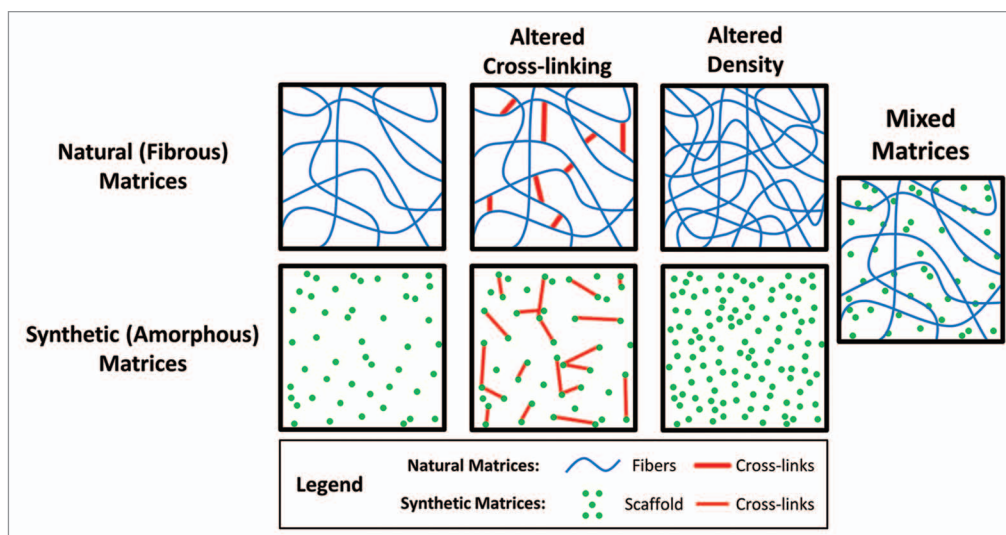 Altered
Cross-linking
Altered
Density
Natural (Fibrous)
Matrices
Mixed
Matrices
Synthetic (Amorphous)
Matrices
Legend
Natural Matrices: Fibers Cross-links
Synthetic Matrices: Scaffold Cross-links